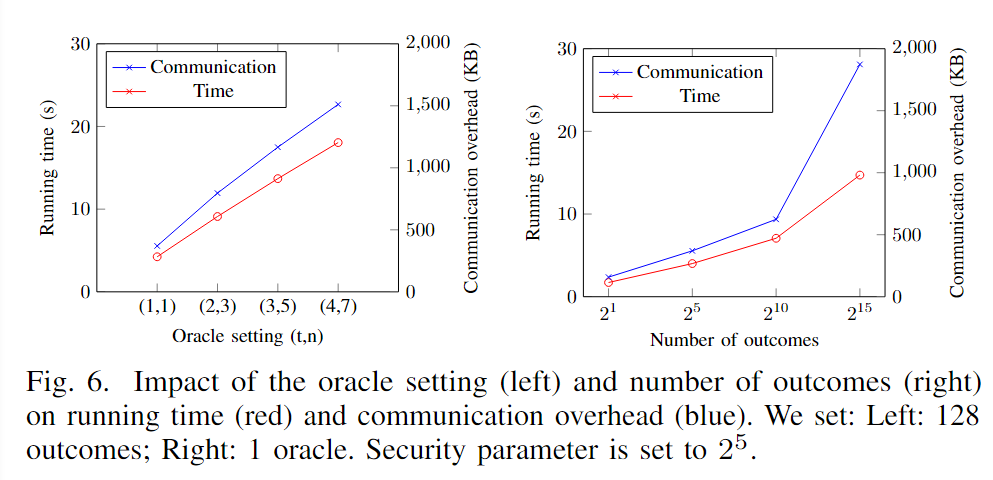 30
20
10
0
Running time (s)
Communication
Time
2,000
1,500
1,000
500
0
Communication overhead (KB)
(1,1) (2,3) (3,5) (4,7)
Oracle setting (t,n)
30
20
10
0
Running time (s)
Communication
Time
2,000
1,500
1,000
500
0
Communication overhead (KB)
2^1 2^5 2^10 2^15
Number of outcomes
Fig. 6. Impact of the oracle setting (left) and number of outcomes (right)
on running time (red) and communication overhead (blue). We set: Left: 128
outcomes; Right: 1 oracle. Security parameter is set to 2^5.